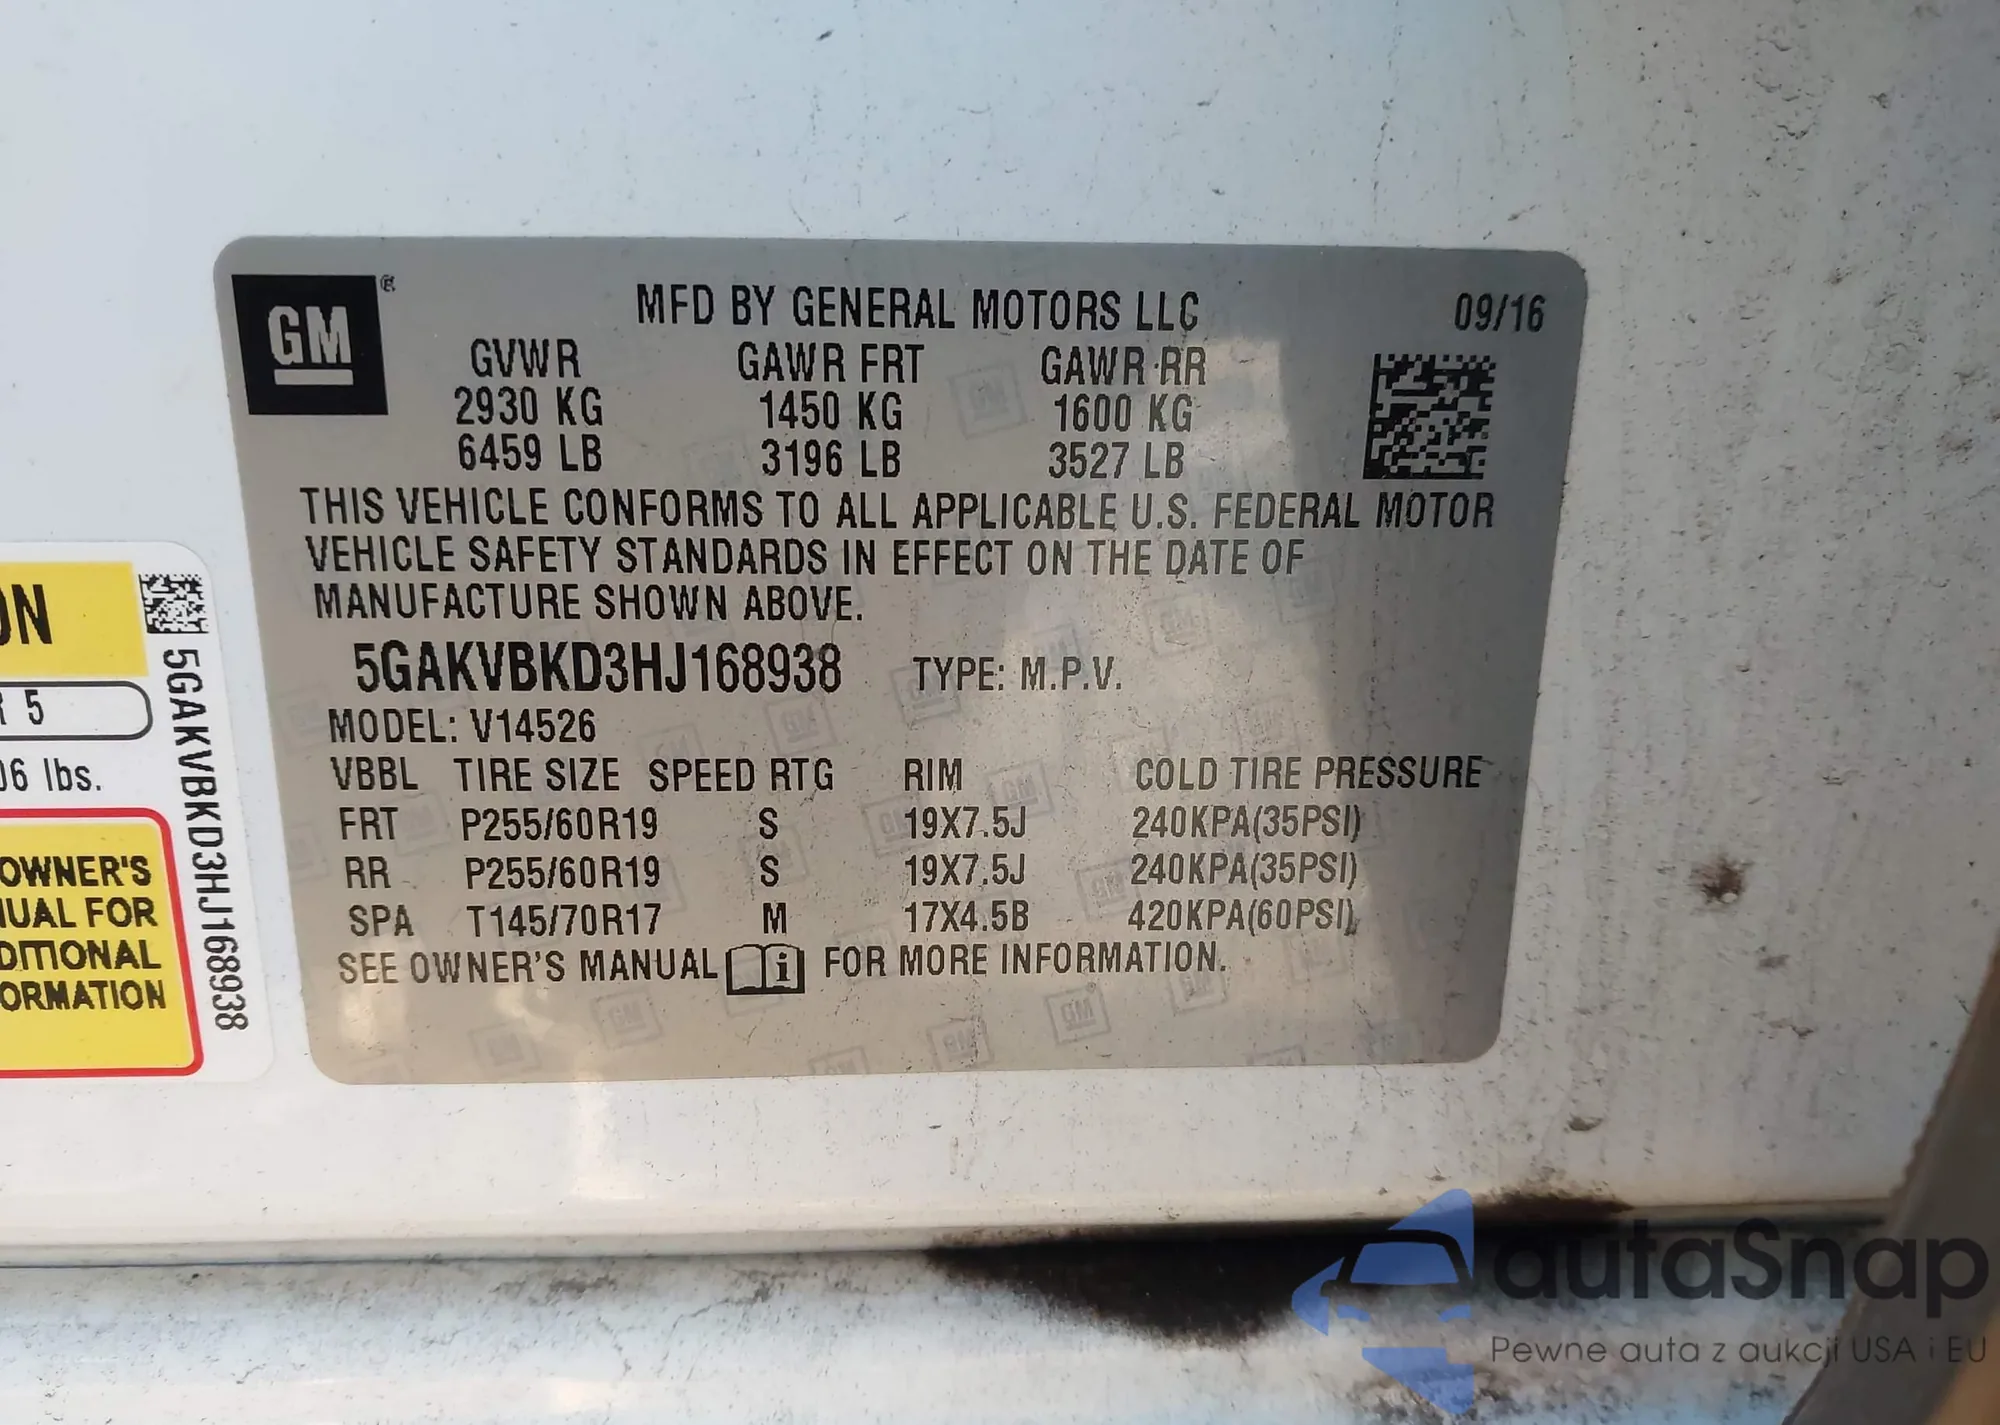 GM
MFD BY GENERAL MOTORS LLC 09/16
GVWR GAWR FRT GAWR RR
2930 KG 1450 KG 1600 KG
6459 LB 3196 LB 3527 LB
THIS VEHICLE CONFORMS TO ALL APPLICABLE U.S. FEDERAL MOTOR
VEHICLE SAFETY STANDARDS IN EFFECT ON THE DATE OF
MANUFACTURE SHOWN ABOVE.
5GAKVBKD3HJ168938 TYPE: M.P.V.
MODEL: V14526
VBBL TIRE SIZE SPEED RTG RIM COLD TIRE PRESSURE
FRT P255/60R19 S 19X7.5J 240KPA(35PSI)
RR P255/60R19 S 19X7.5J 240KPA(35PSI)
SPA T145/70R17 M 17X4.5B 420KPA(60PSI)
SEE OWNER'S MANUAL i FOR MORE INFORMATION.
5
lbs.
OWNER'S
FOR
5GAKVBKD3HJ168938
autaSnap
Pewne auta z aukcji USA i EU